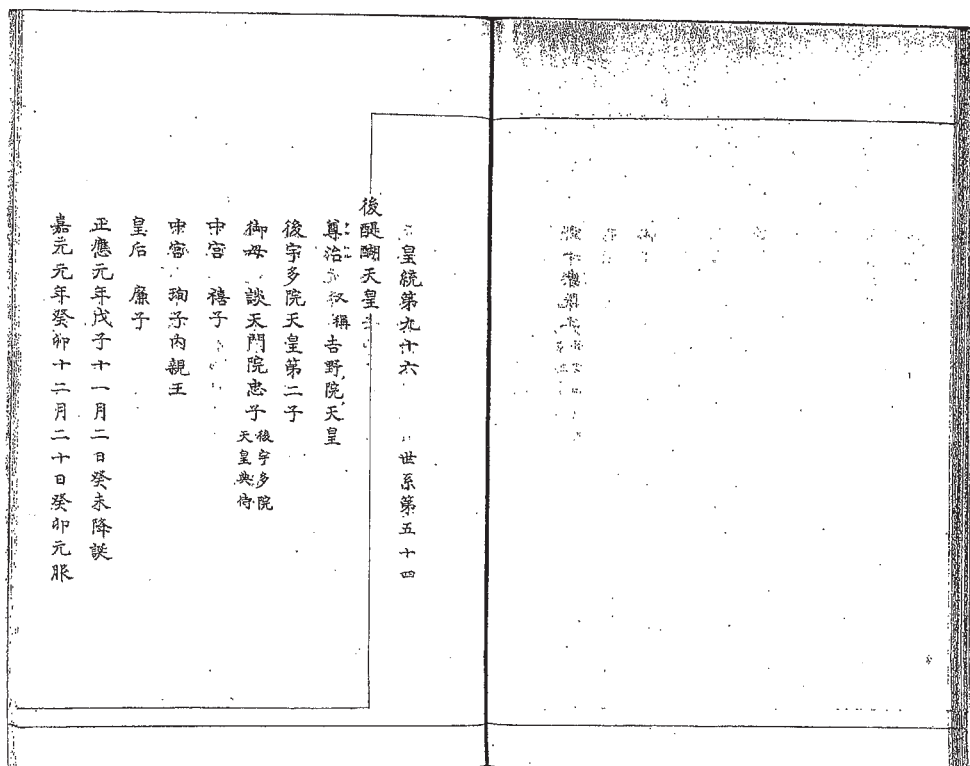 皇統第九十六　世系第五十四
後醍醐天皇
尊治 又稱吉野院天皇
後宇多院天皇第二子
御母　談天門院忠子 後宇多院天皇典侍
中宮　禧子
中宮　珣子内親王
皇后　廉子
正應元年戊子十一月二日癸未降誕
嘉元元年癸卯十二月二十日癸卯元服